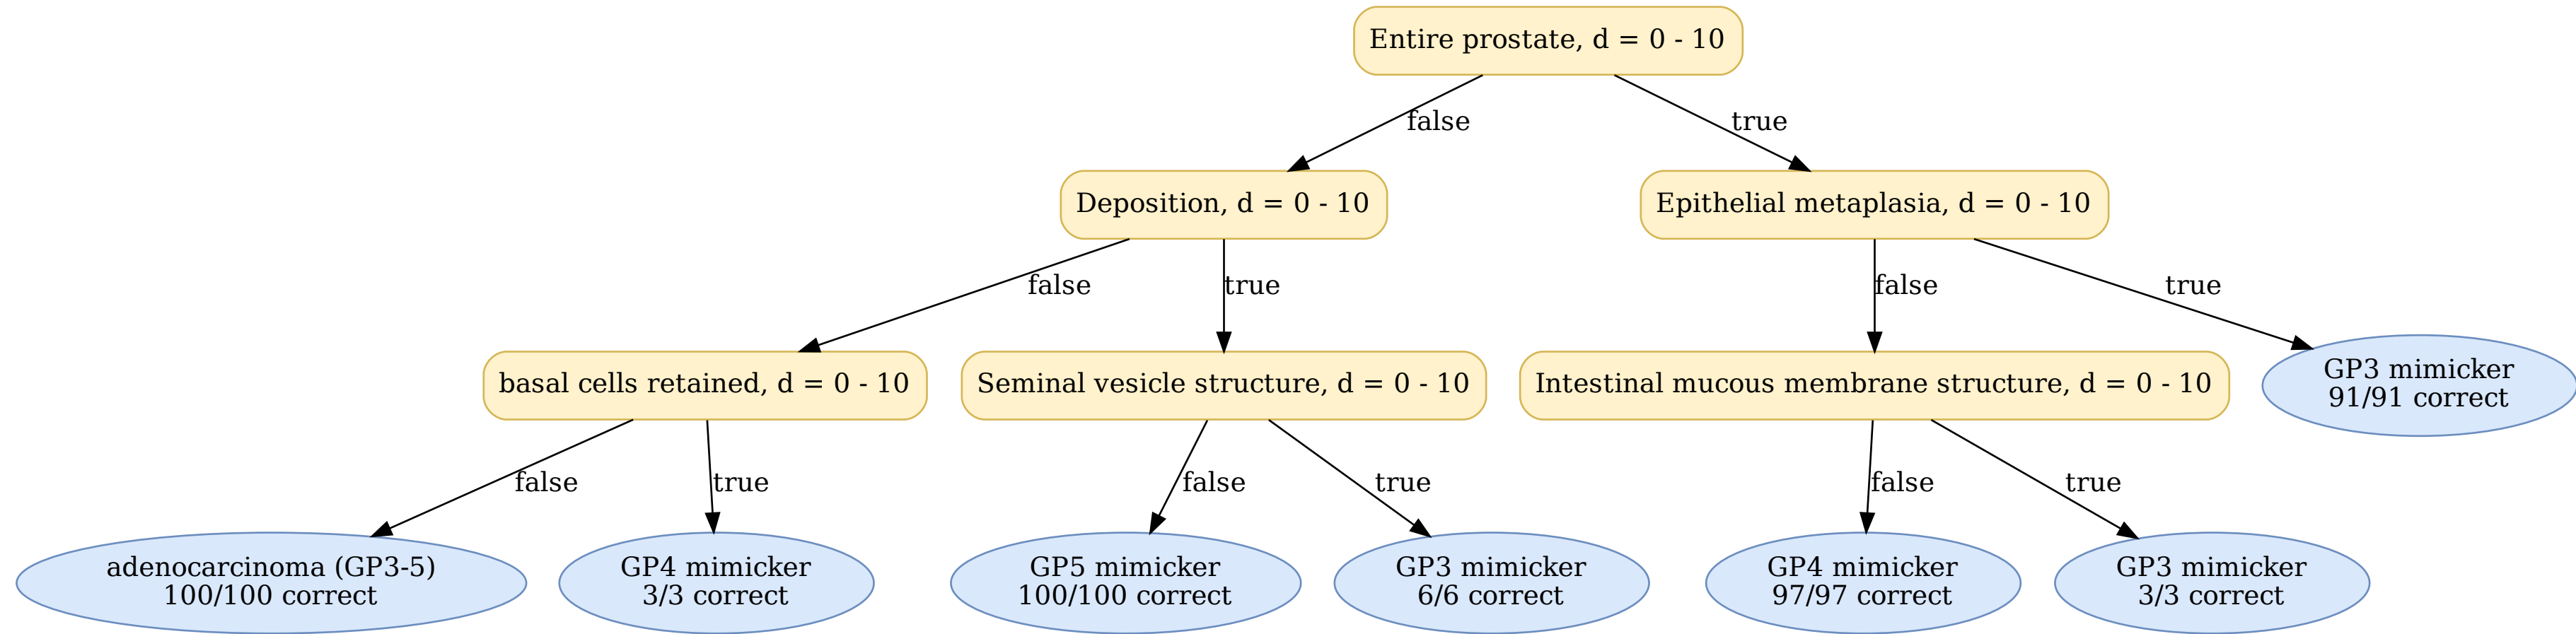 Entire prostate, d = 0 - 10
false
true
Deposition, d = 0 - 10
Epithelial metaplasia, d = 0 - 10
false
true
false
true
basal cells retained, d = 0 - 10
Seminal vesicle structure, d = 0 - 10
Intestinal mucous membrane structure, d = 0 - 10
GP3 mimicker
91/91 correct
false
true
false
true
false
true
adenocarcinoma (GP3-5)
100/100 correct
GP4 mimicker
3/3 correct
GP5 mimicker
100/100 correct
GP3 mimicker
6/6 correct
GP4 mimicker
97/97 correct
GP3 mimicker
3/3 correct